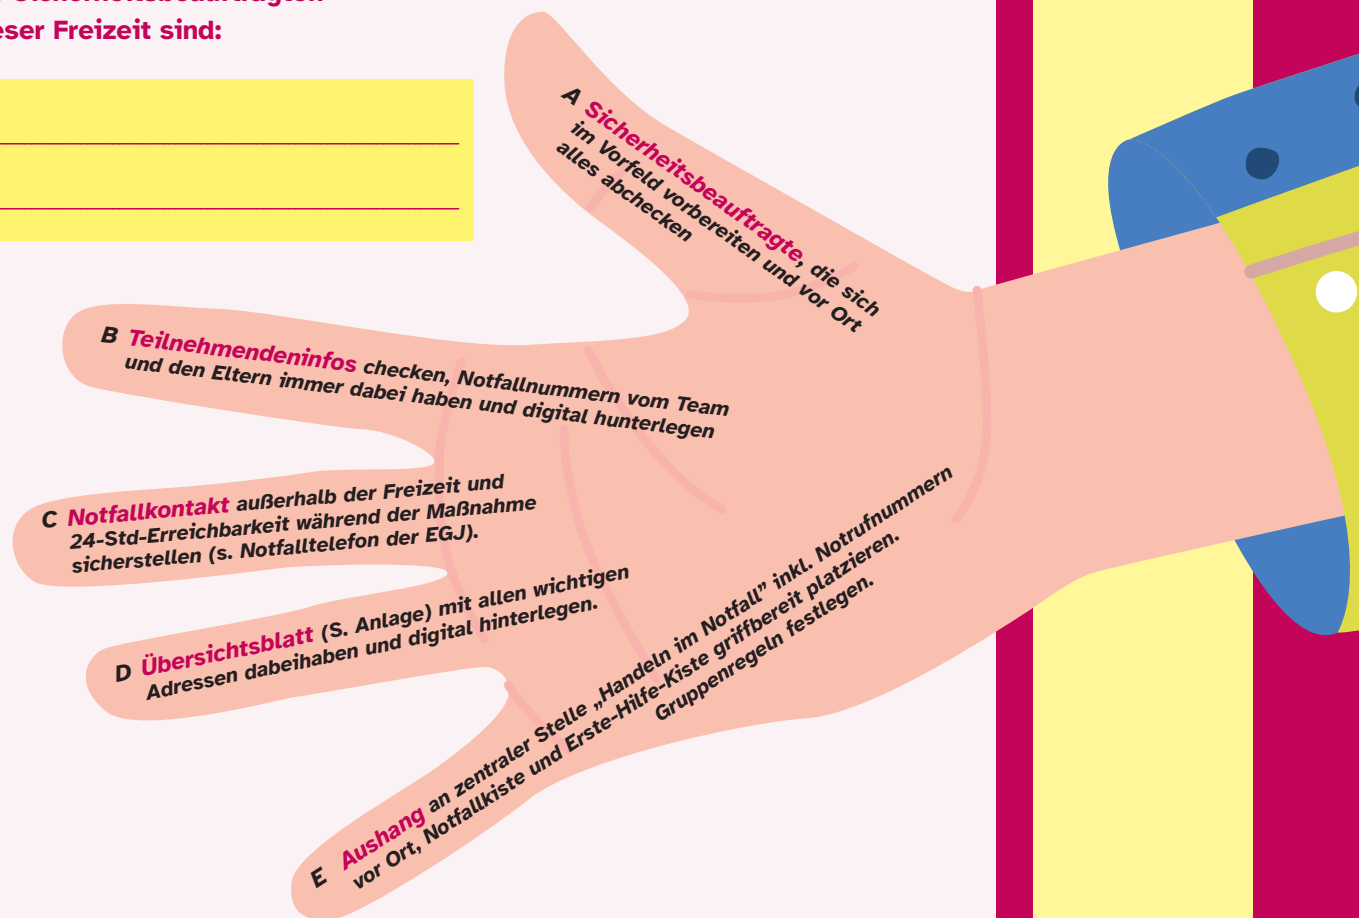 eser Freizeit sind:
A Sicherheitsbeauftragte, die sich
im Vorfeld vorbereiten und vor Ort
alles abchecken
B Teilnehmendeninfos checken, Notfallnummern vom Team
und den Eltern immer dabei haben und digital hunterlegen
C Notfallkontakt außerhalb der Freizeit und
24-Std-Erreichbarkeit während der Maßnahme
sicherstellen (s. Notfalltelefon der EGJ).
D Übersichtsblatt (S. Anlage) mit allen wichtigen
Adressen dabeihaben und digital hinterlegen.
E Aushang an zentraler Stelle „Handeln im Notfall” inkl. Notrufnummern
vor Ort, Notfallkiste und Erste-Hilfe-Kiste griffbereit platzieren.
Gruppenregeln festlegen.